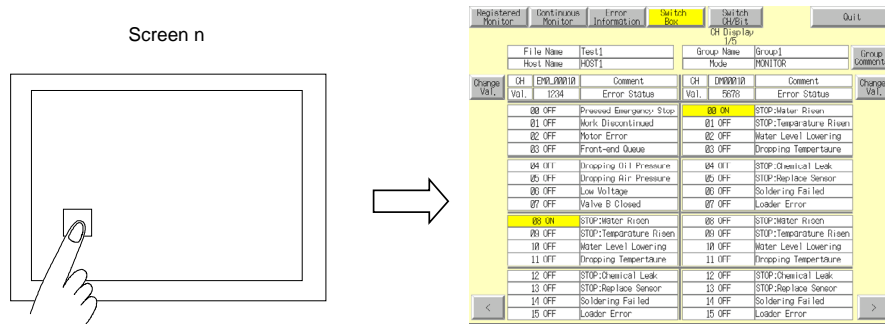 Screen n
Registered Monitor Continuous Monitor Error Information Switch Box Switch CH/Bit Quit
CH Display
1/5
File Name Test1 Group Name Group1 Group Comment
Host Name HOST1 Mode MONITOR
Change Val. CH EM0_00010 Comment CH DM00010 Comment Change Val.
Val. 1234 Error Status Val. 5678 Error Status
00 OFF Pressed Emergency Stop 00 ON STOP:Water Risen
01 OFF Work Discontinued 01 OFF STOP:Temparature Risen
02 OFF Motor Error 02 OFF Water Level Lowering
03 OFF Front-end Queue 03 OFF Dropping Tempertaure
04 OFF Dropping Oil Pressure 04 OFF STOP:Chemical Leak
05 OFF Dropping Air Pressure 05 OFF STOP:Replace Sensor
06 OFF Low Voltage 06 OFF Soldering Failed
07 OFF Valve B Closed 07 OFF Loader Error
08 ON STOP:Water Risen 08 OFF STOP:Water Risen
09 OFF STOP:Temparature Risen 09 OFF STOP:Temparature Risen
10 OFF Water Level Lowering 10 OFF Water Level Lowering
11 OFF Dropping Tempertaure 11 OFF Dropping Tempertaure
12 OFF STOP:Chemical Leak 12 OFF STOP:Chemical Leak
13 OFF STOP:Replace Sensor 13 OFF STOP:Replace Sensor
14 OFF Soldering Failed 14 OFF Soldering Failed
< 15 OFF Loader Error 15 OFF Loader Error >